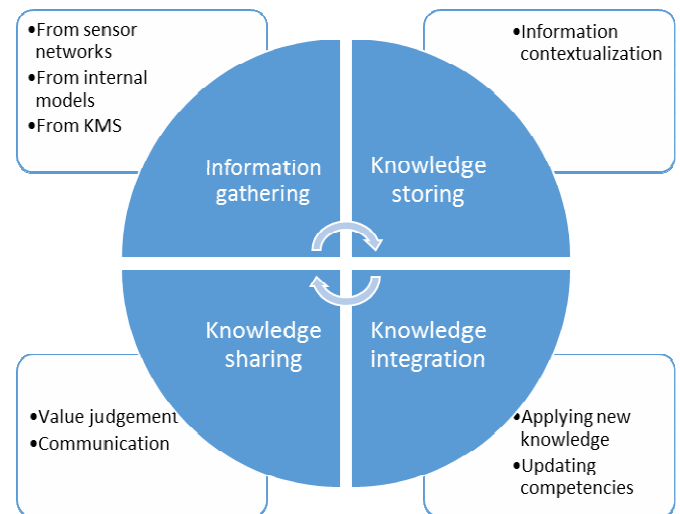 •From sensor
networks
•From internal
models
•From KMS
•Information
contextualization
Information
gathering
Knowledge
storing
Knowledge
sharing
Knowledge
integration
•Value judgement
•Communication
•Applying new
knowledge
•Updating
competencies